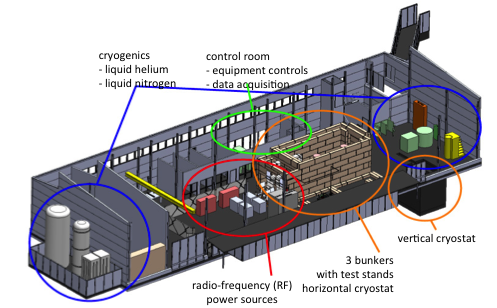 cryogenics
- liquid helium
- liquid nitrogen
control room
- equipment controls
- data acquisition
vertical cryostat
3 bunkers
with test stands
horizontal cryostat
radio-frequency (RF)
power sources